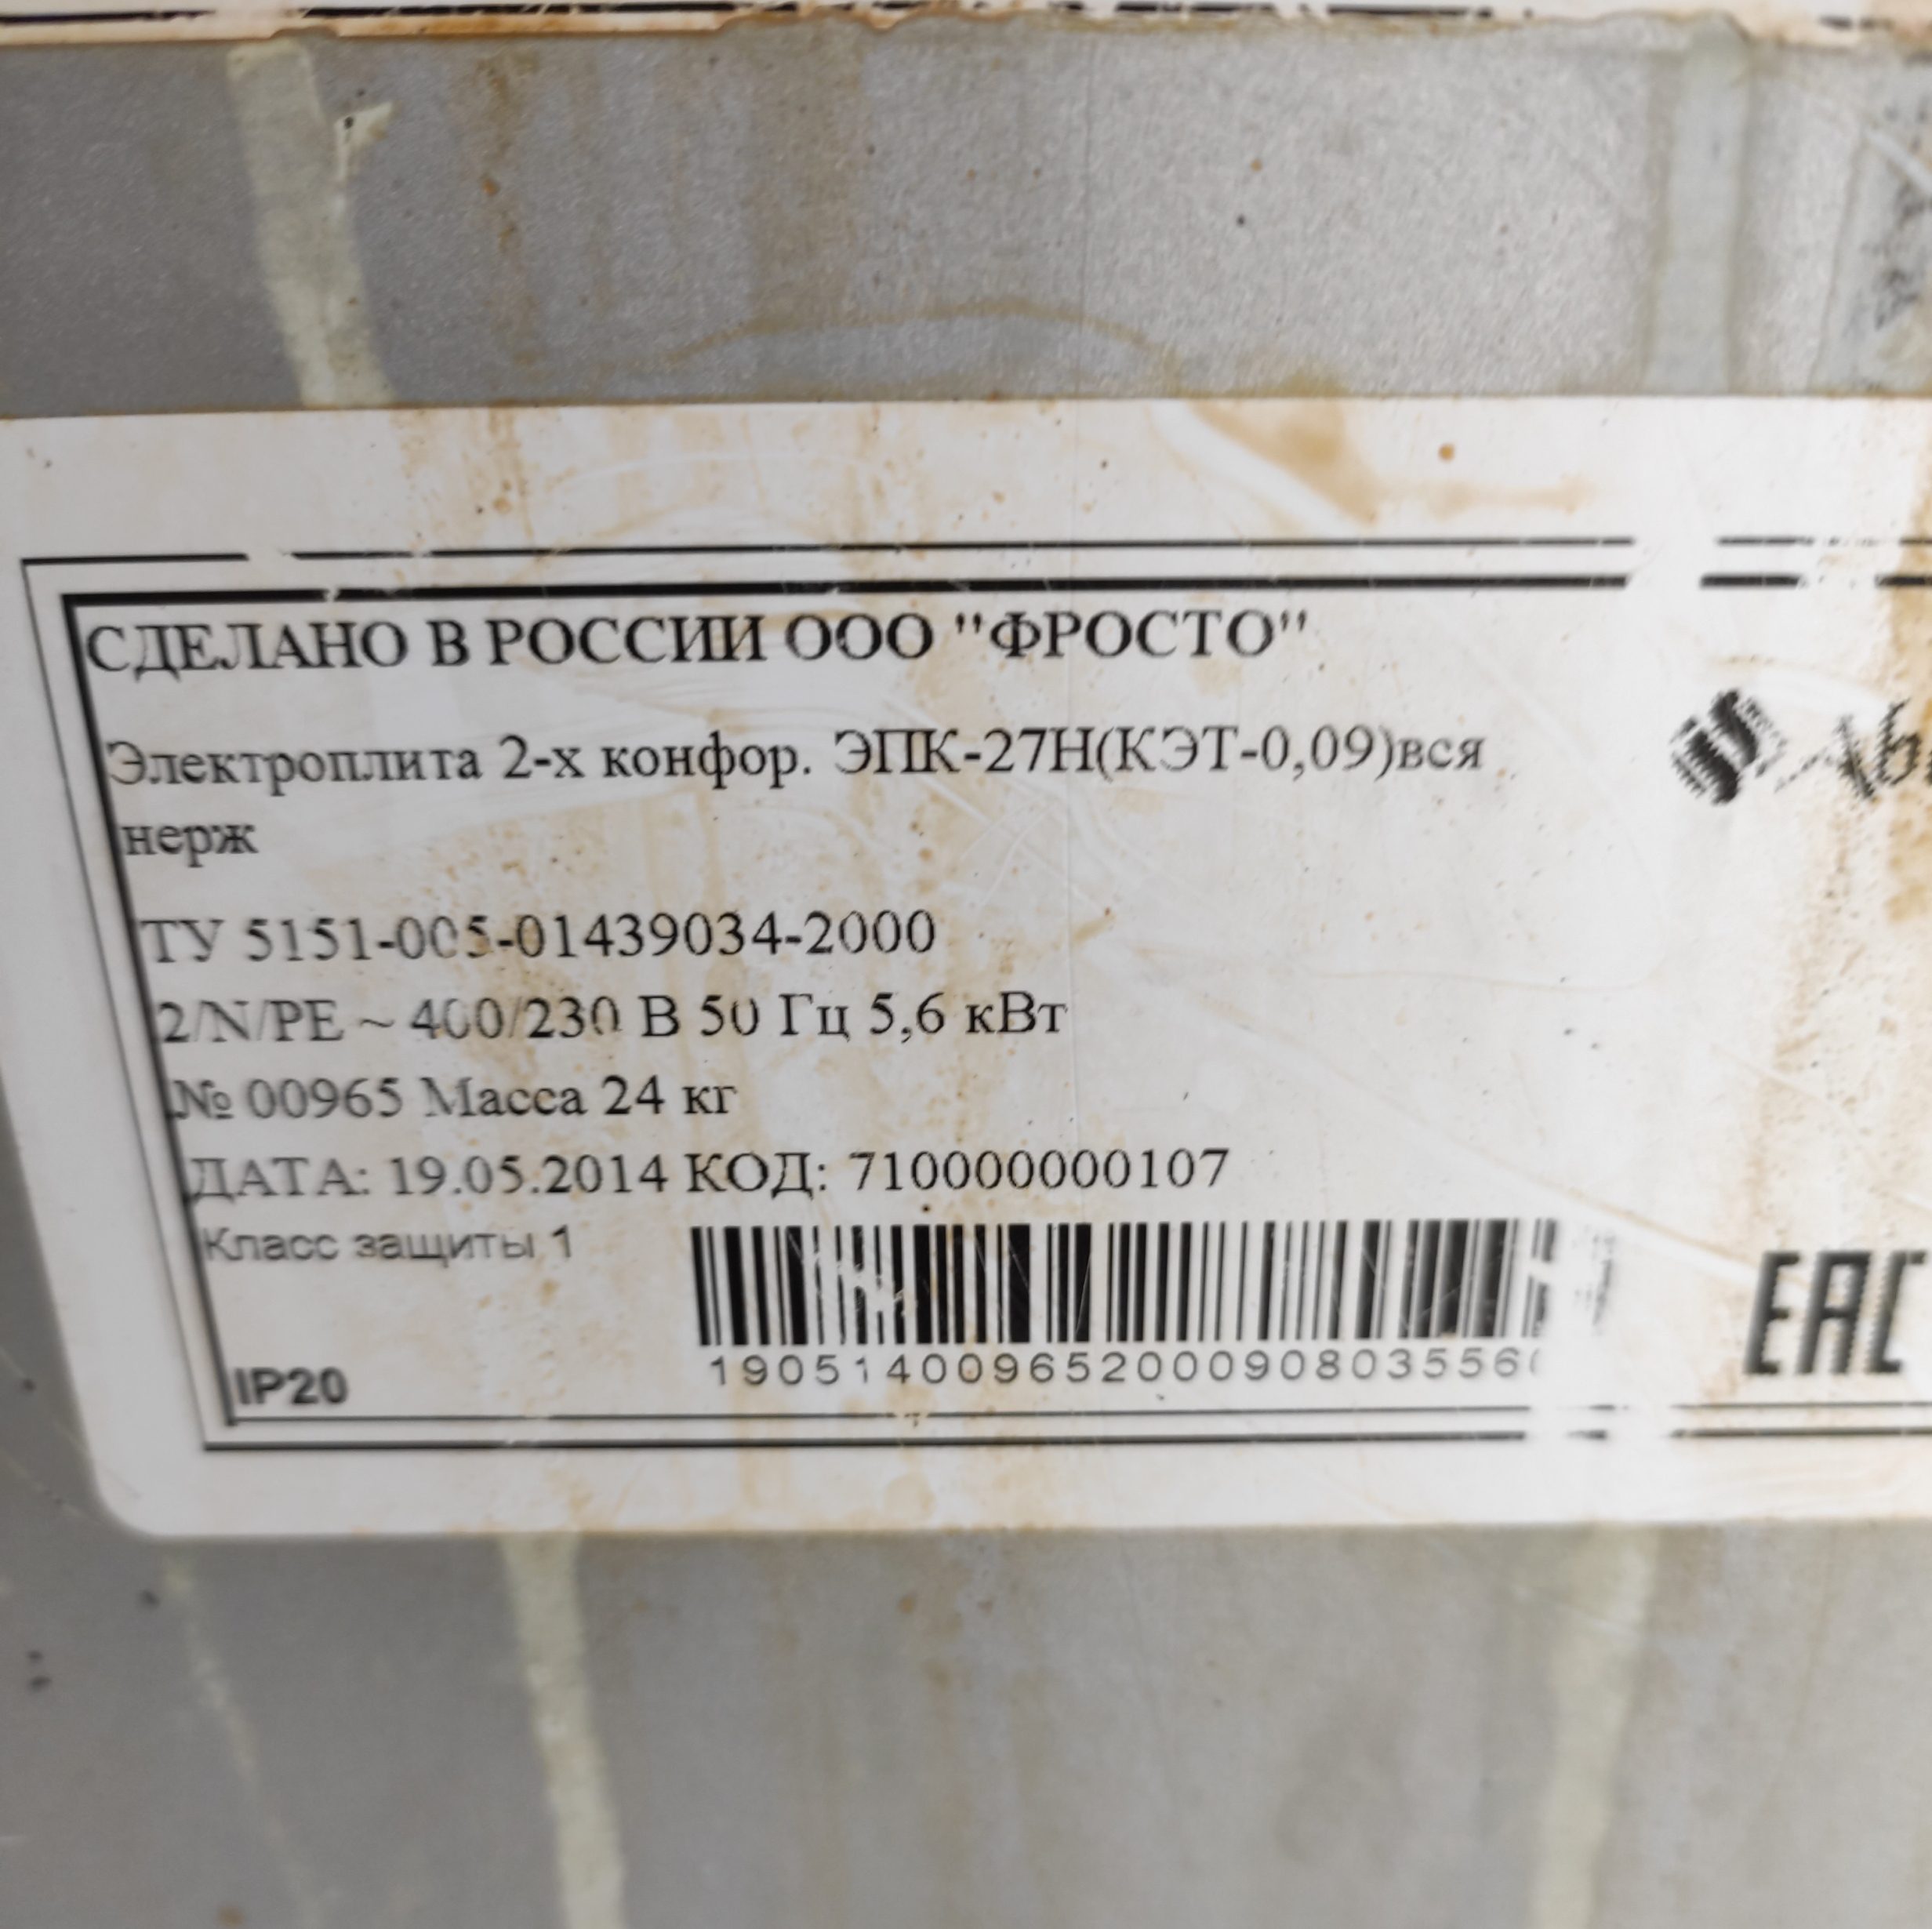 СДЕЛАНО В РОССИИ ООО "ФРОСТО"
Электроплита 2-х конфор. ЭПК-27Н(КЭТ-0,09)вся
нерж
ТУ 5151-005-01439034-2000
2/N/PE ~ 400/230 В 50 Гц 5,6 кВт
№ 00965 Масса 24 кг
ДАТА: 19.05.2014 КОД: 710000000107
Класс защиты 1
190514009652000908035560
IP20
EAC